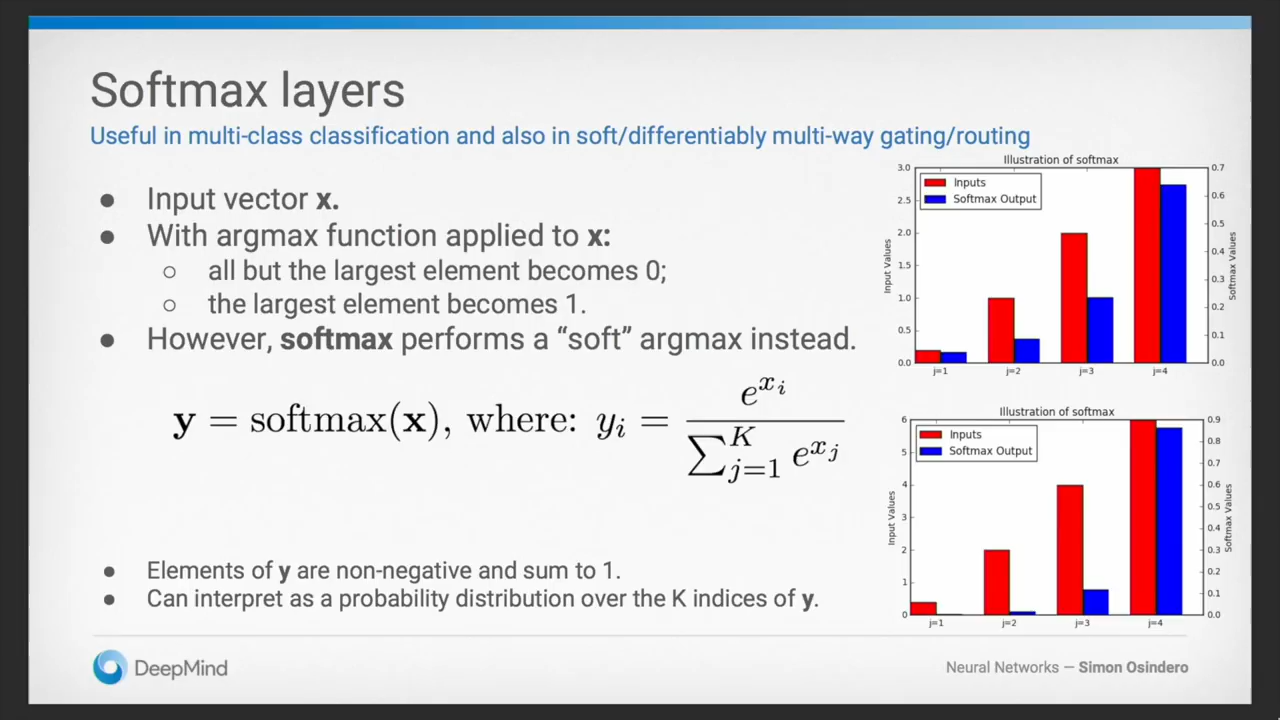 Softmax layers
Useful in multi-class classification and also in soft/differentiably multi-way gating/routing
● Input vector x.
● With argmax function applied to x:
○ all but the largest element becomes 0;
○ the largest element becomes 1.
● However, softmax performs a “soft” argmax instead.
y = softmax(x), where: y_i = e^{x_i} / \sum_{j=1}^{K} e^{x_j}
● Elements of y are non-negative and sum to 1.
● Can interpret as a probability distribution over the K indices of y.
Illustration of softmax
Inputs
Softmax Output
Input Values
3.0
2.5
2.0
1.5
1.0
0.5
0.0
0.7
0.6
0.5
0.4
0.3
0.2
0.1
0.0
Softmax Values
j=1 j=2 j=3 j=4
Illustration of softmax
Inputs
Softmax Output
Input Values
6
5
4
3
2
1
0
0.9
0.8
0.7
0.6
0.5
0.4
0.3
0.2
0.1
0.0
Softmax Values
j=1 j=2 j=3 j=4
DeepMind
Neural Networks — Simon Osindero